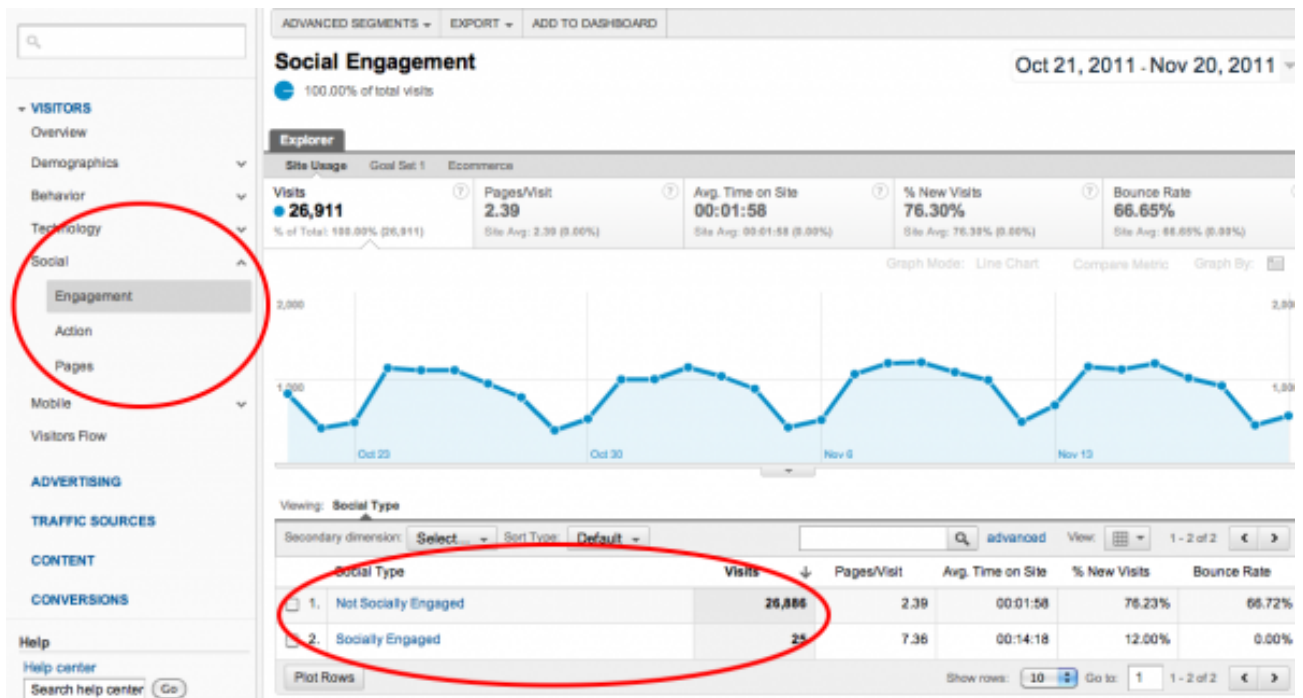 ADVANCED SEGMENTS EXPORT ADD TO DASHBOARD
Social Engagement
Oct 21, 2011 - Nov 20, 2011
100.00% of total visits
VISITORS
Overview
Demographics
Behavior
Technology
Social
Engagement
Action
Pages
Mobile
Visitors Flow
ADVERTISING
TRAFFIC SOURCES
CONTENT
CONVERSIONS
Help
Help center
Search help center Go
Explorer
Site Usage Goal Set 1 Ecommerce
Visits Pages/Visit Avg. Time on Site % New Visits Bounce Rate
26,911 2.39 00:01:58 76.30% 66.65%
% of Total: 100.00% (26,911) Site Avg: 2.39 (0.00%) Site Avg: 00:01:58 (0.00%) Site Avg: 76.30% (0.00%) Site Avg: 66.65% (0.00%)
Graph Mode: Line Chart Compare Metric Graph By:
2,000
1,000 1,00
Oct 23 Oct 30 Nov 6 Nov 13
Viewing: Social Type
Secondary dimension: Select... Sort Type: Default advanced View: 1 - 2 of 2
Social Type Visits Pages/Visit Avg. Time on Site % New Visits Bounce Rate
1. Not Socially Engaged 26,886 2.39 00:01:58 76.23% 66.72%
2. Socially Engaged 25 7.36 00:14:18 12.00% 0.00%
Plot Rows Show rows: 10 Go to: 1 1 - 2 of 2